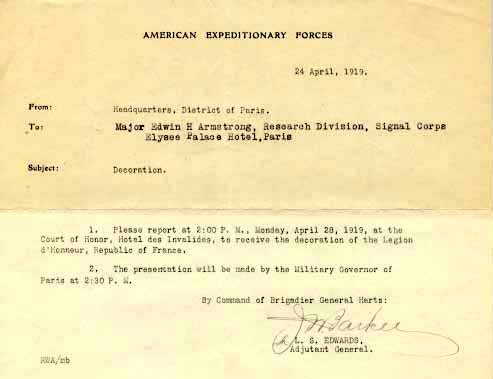 AMERICAN EXPEDITIONARY FORCES
24 April, 1919.
From: Headquarters, District of Paris.
To: Major Edwin H Armstrong, Research Division, Signal Corps
Elysee Palace Hotel,Paris
Subject: Decoration.
1. Please report at 2:00 P. M., Monday, April 28, 1919, at the
Court of Honor, Hotel des Invalides, to receive the decoration of the Legion
d'Honneur, Republic of France.
2. The presentation will be made by the Military Governor of
Paris at 2:30 P. M.
By Command of Brigadier General Harts:
L. S. EDWARDS,
Adjutant General.
RWA/mb